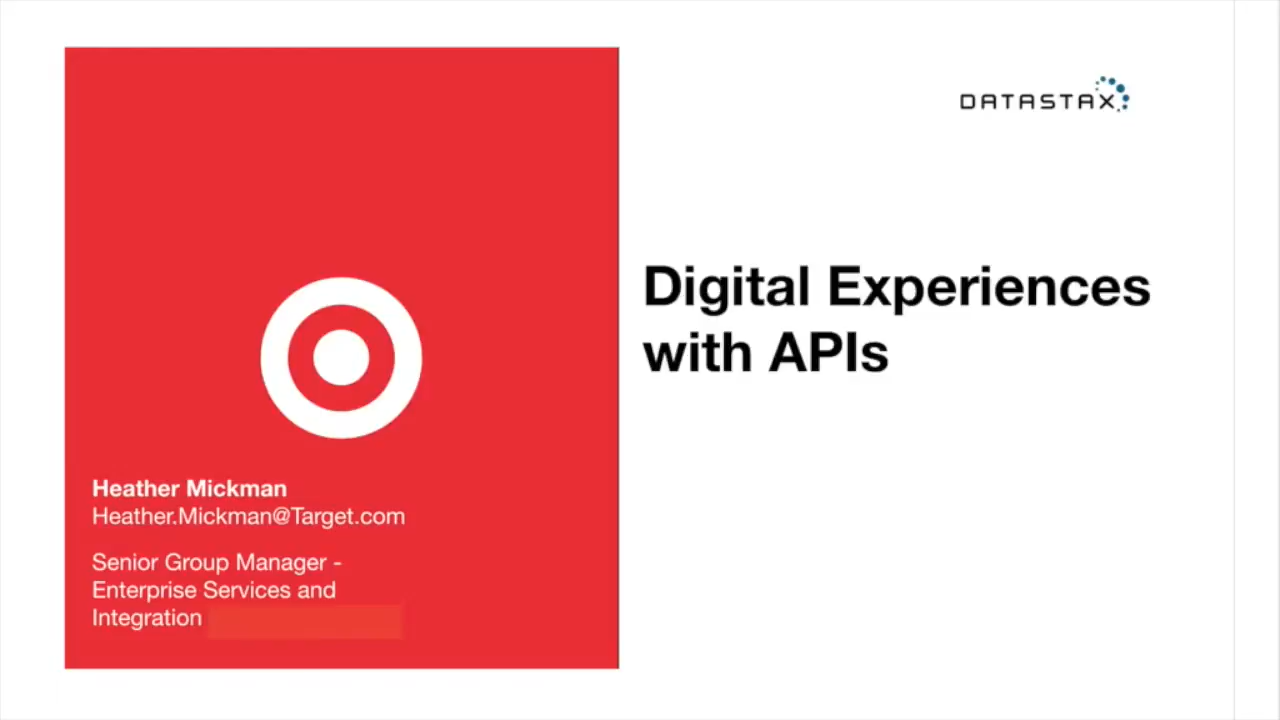 DATASTAX
Digital Experiences
with APIs
Heather Mickman
Heather.Mickman@Target.com
Senior Group Manager -
Enterprise Services and
Integration